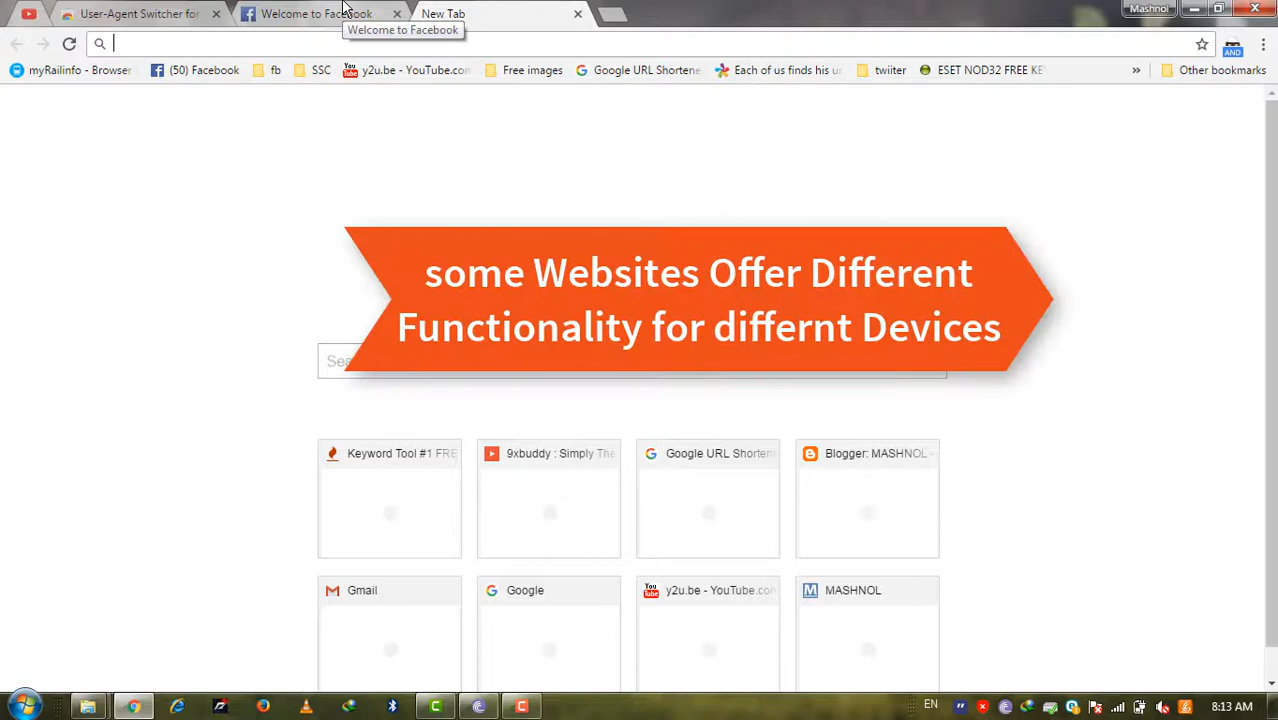 User-Agent Switcher for
Welcome to Facebook
New Tab
Mashnol
Welcome to Facebook
AND
myRailinfo - Browser
(50) Facebook
fb
SSC
y2u.be - YouTube.com
Free images
Google URL Shortene
Each of us finds his u
twiiter
ESET NOD32 FREE KE
»
Other bookmarks
some Websites Offer Different
Functionality for differnt Devices
Sea
Keyword Tool #1 FRE
9xbuddy : Simply The
Google URL Shorten
Blogger: MASHNOL -
Gmail
Google
y2u.be - YouTube.com
MASHNOL
EN
8:13 AM